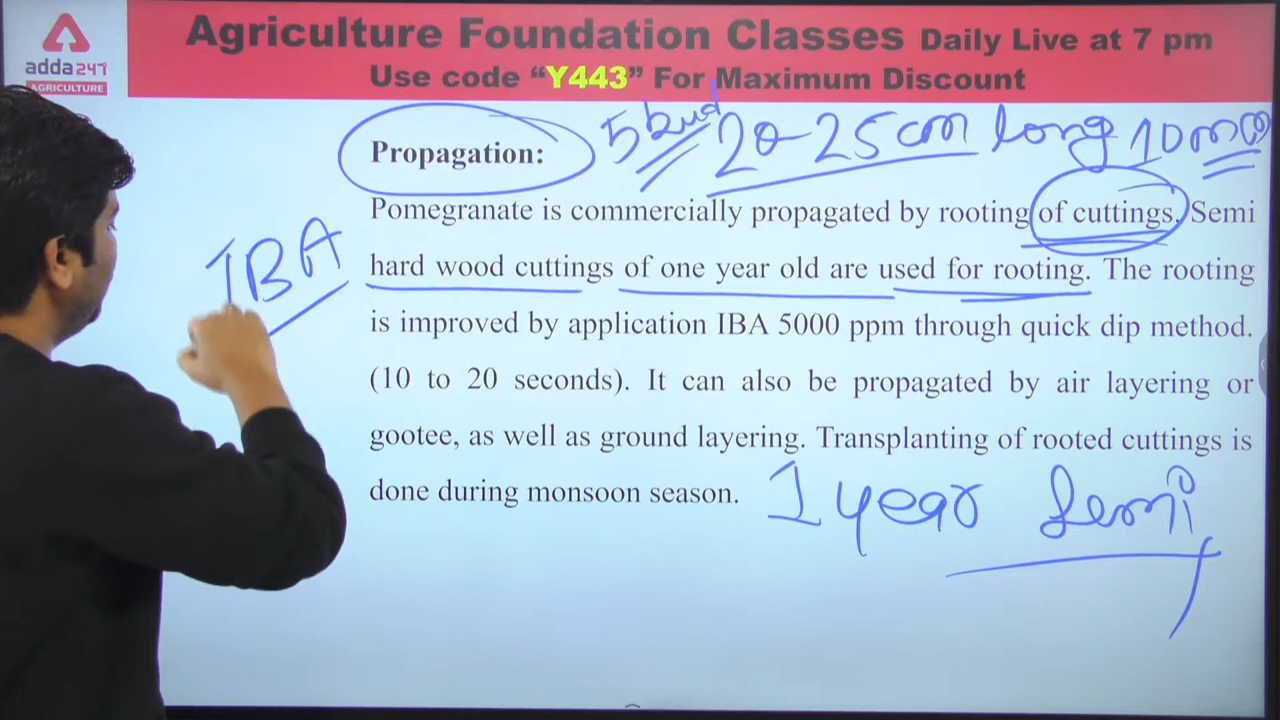 adda247
AGRICULTURE
Agriculture Foundation Classes Daily Live at 7 pm
Use code “Y443” For Maximum Discount
5 bud 20-25 cm long 10 mm
Propagation:
Pomegranate is commercially propagated by rooting of cuttings. Semi
hard wood cuttings of one year old are used for rooting. The rooting
IBA
is improved by application IBA 5000 ppm through quick dip method.
(10 to 20 seconds). It can also be propagated by air layering or
gootee, as well as ground layering. Transplanting of rooted cuttings is
done during monsoon season.
1 year Semi